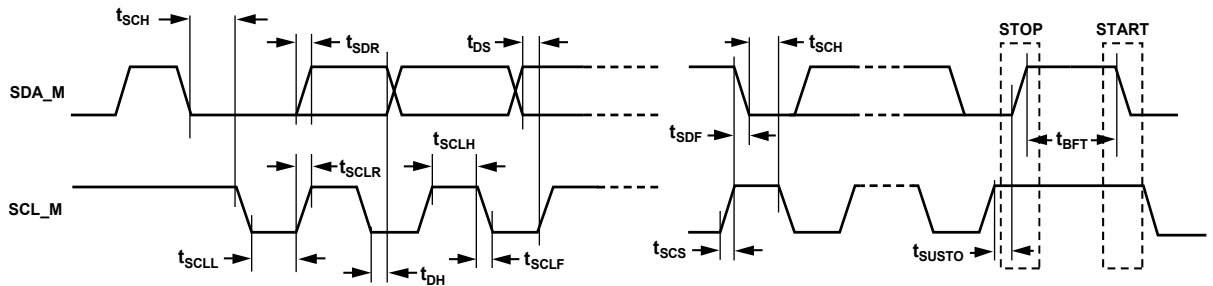 STOP START
tSCH tSDR tDS tSCH
SDA_M
tSDF tBFT
tSCLR tSCLH
SCL_M
tSCLL tDH tSCLF tSCS tSUSTO